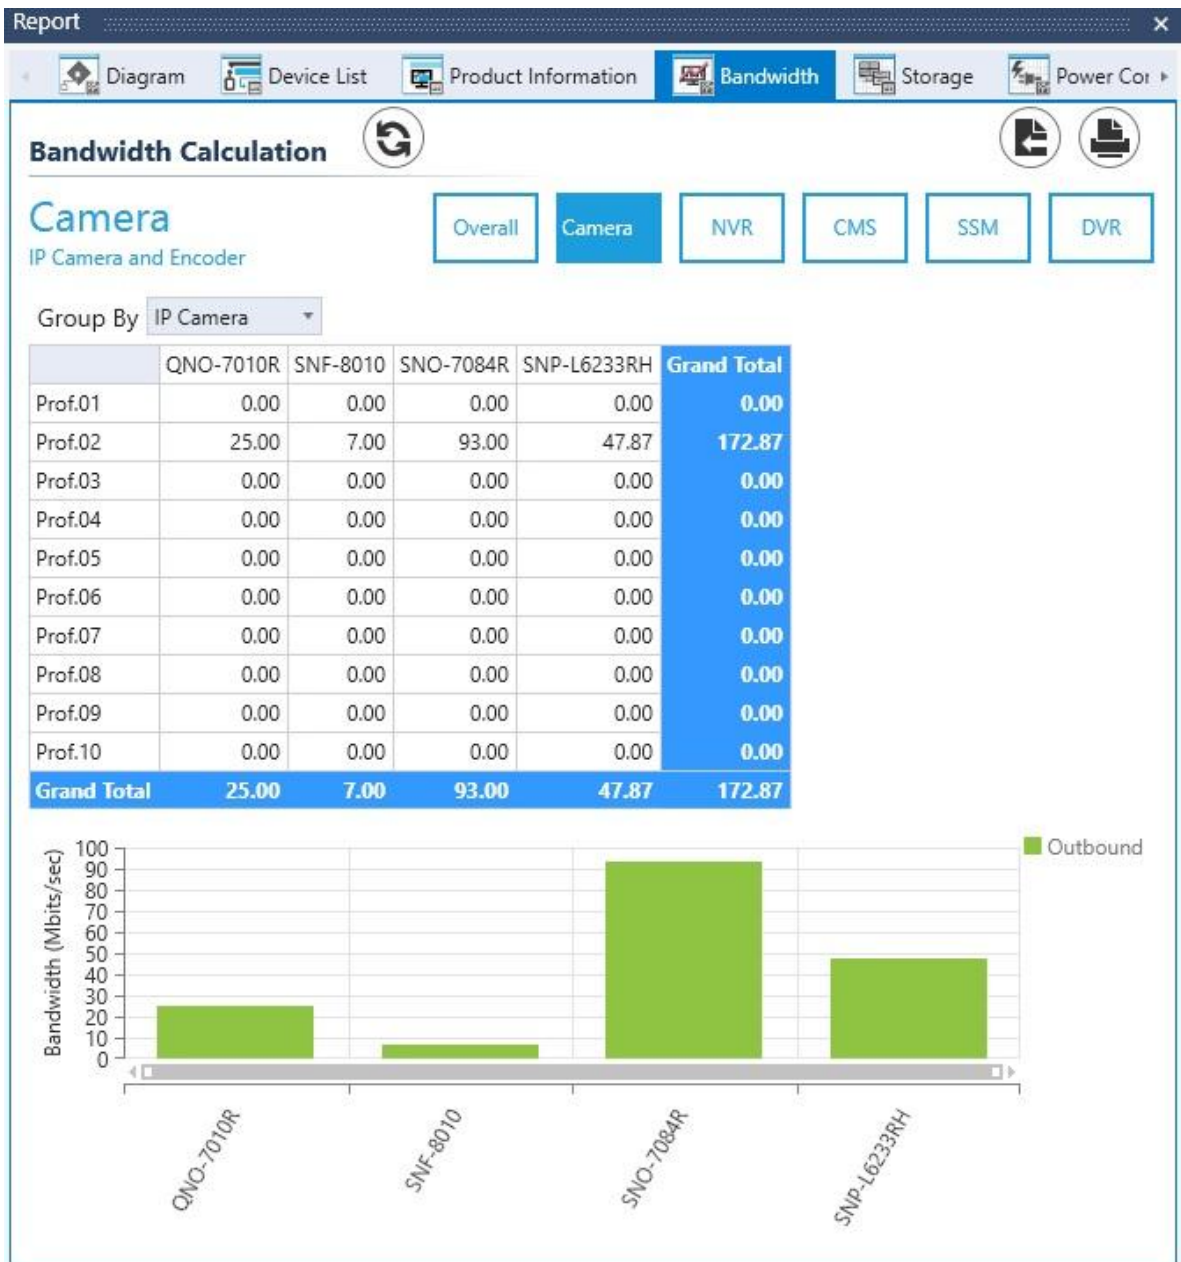 Report
Diagram Device List Product Information Bandwidth Storage Power Cor
Bandwidth Calculation
Camera
IP Camera and Encoder
Overall Camera NVR CMS SSM DVR
Group By IP Camera
QNO-7010R SNF-8010 SNO-7084R SNP-L6233RH Grand Total
Prof.01 0.00 0.00 0.00 0.00 0.00
Prof.02 25.00 7.00 93.00 47.87 172.87
Prof.03 0.00 0.00 0.00 0.00 0.00
Prof.04 0.00 0.00 0.00 0.00 0.00
Prof.05 0.00 0.00 0.00 0.00 0.00
Prof.06 0.00 0.00 0.00 0.00 0.00
Prof.07 0.00 0.00 0.00 0.00 0.00
Prof.08 0.00 0.00 0.00 0.00 0.00
Prof.09 0.00 0.00 0.00 0.00 0.00
Prof.10 0.00 0.00 0.00 0.00 0.00
Grand Total 25.00 7.00 93.00 47.87 172.87
Bandwidth (Mbits/sec)
100
90
80
70
60
50
40
30
20
10
0
Outbound
QNO-7010R SNF-8010 SNO-7084R SNP-L6233RH